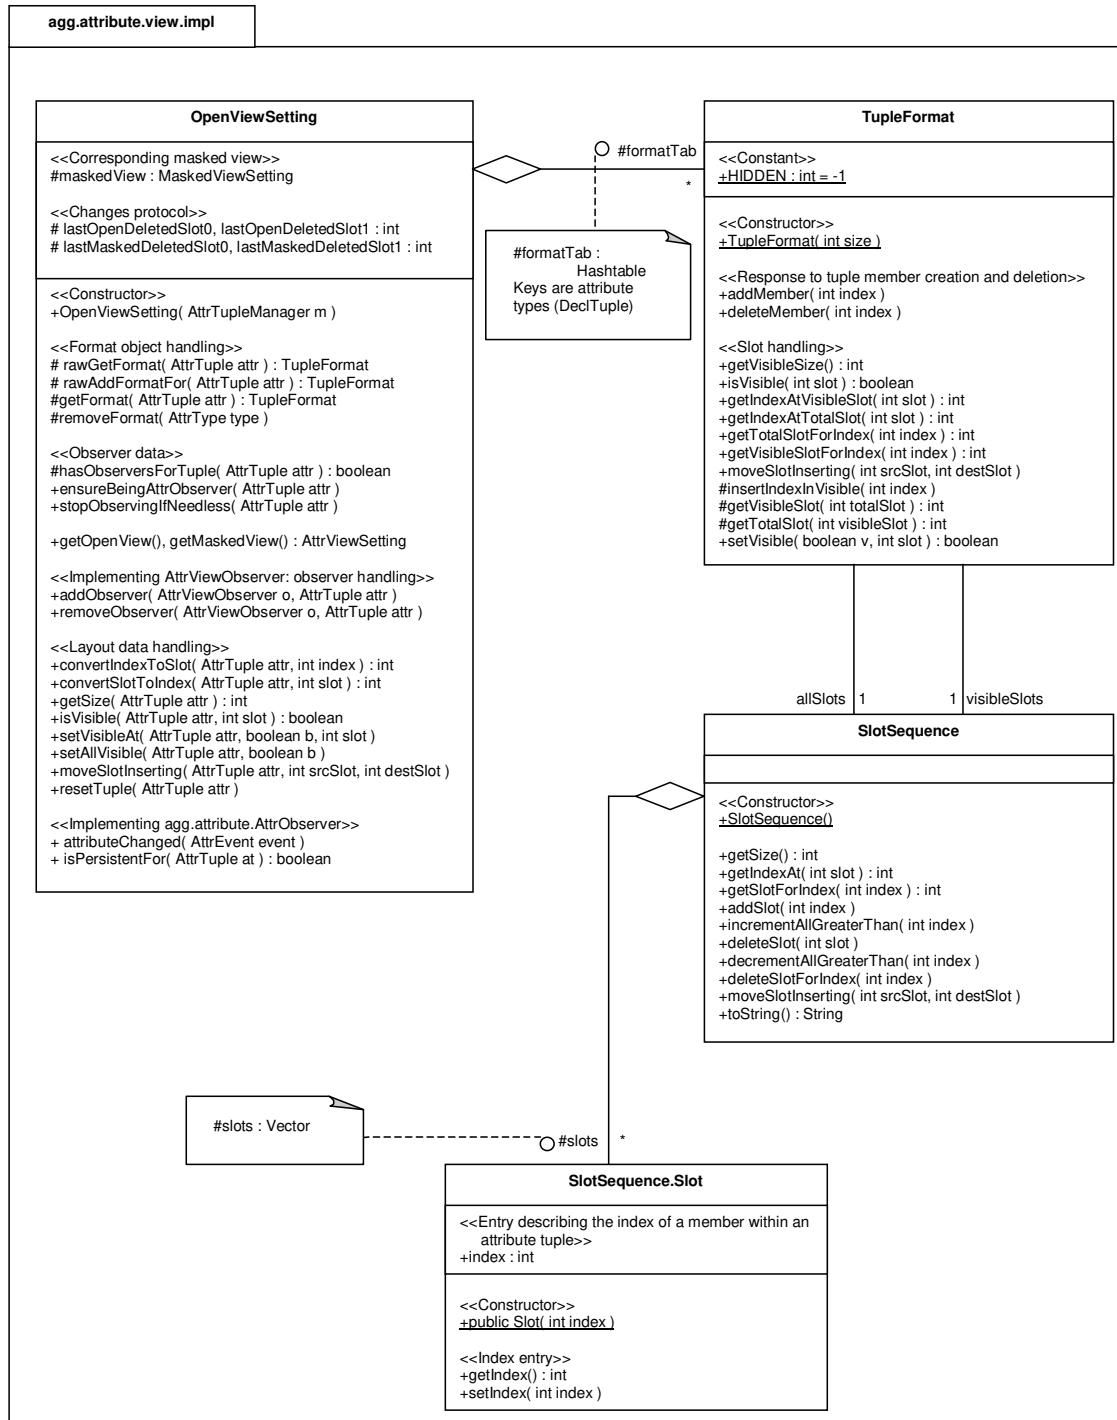 agg.attribute.view.impl
OpenViewSetting
<<Corresponding masked view>>
#maskedView : MaskedViewSetting
<<Changes protocol>>
# lastOpenDeletedSlot0, lastOpenDeletedSlot1 : int
# lastMaskedDeletedSlot0, lastMaskedDeletedSlot1 : int
<<Constructor>>
+OpenViewSetting( AttrTupleManager m )
<<Format object handling>>
# rawGetFormat( AttrTuple attr ) : TupleFormat
# rawAddFormatFor( AttrTuple attr ) : TupleFormat
#getFormat( AttrTuple attr ) : TupleFormat
#removeFormat( AttrType type )
<<Observer data>>
#hasObserversForTuple( AttrTuple attr ) : boolean
+ensureBeingAttrObserver( AttrTuple attr )
+stopObservingIfNeedless( AttrTuple attr )
+getOpenView(), getMaskedView() : AttrViewSetting
<<Implementing AttrViewObserver: observer handling>>
+addObserver( AttrViewObserver o, AttrTuple attr )
+removeObserver( AttrViewObserver o, AttrTuple attr )
<<Layout data handling>>
+convertIndexToSlot( AttrTuple attr, int index ) : int
+convertSlotToIndex( AttrTuple attr, int slot ) : int
+getSize( AttrTuple attr ) : int
+isVisible( AttrTuple attr, int slot ) : boolean
+setVisibleAt( AttrTuple attr, boolean b, int slot )
+setAllVisible( AttrTuple attr, boolean b )
+moveSlotInserting( AttrTuple attr, int srcSlot, int destSlot )
+resetTuple( AttrTuple attr )
<<Implementing agg.attribute.AttrObserver>>
+ attributeChanged( AttrEvent event )
+ isPersistentFor( AttrTuple at ) : boolean
#formatTab
*
#formatTab :
Hashtable
Keys are attribute
types (DeclTuple)
TupleFormat
<<Constant>>
+HIDDEN : int = -1
<<Constructor>>
+TupleFormat( int size )
<<Response to tuple member creation and deletion>>
+addMember( int index )
+deleteMember( int index )
<<Slot handling>>
+getVisibleSize() : int
+isVisible( int slot ) : boolean
+getIndexAtVisibleSlot( int slot ) : int
+getIndexAtTotalSlot( int slot ) : int
+getTotalSlotForIndex( int index ) : int
+getVisibleSlotForIndex( int index ) : int
+moveSlotInserting( int srcSlot, int destSlot )
#insertIndexInVisible( int index )
#getVisibleSlot( int totalSlot ) : int
#getTotalSlot( int visibleSlot ) : int
+setVisible( boolean v, int slot ) : boolean
allSlots 1
1 visibleSlots
SlotSequence
<<Constructor>>
+SlotSequence()
+getSize() : int
+getIndexAt( int slot ) : int
+getSlotForIndex( int index ) : int
+addSlot( int index )
+incrementAllGreaterThan( int index )
+deleteSlot( int slot )
+decrementAllGreaterThan( int index )
+deleteSlotForIndex( int index )
+moveSlotInserting( int srcSlot, int destSlot )
+toString() : String
#slots : Vector
#slots
*
SlotSequence.Slot
<<Entry describing the index of a member within an
attribute tuple>>
+index : int
<<Constructor>>
+public Slot( int index )
<<Index entry>>
+getIndex() : int
+setIndex( int index )